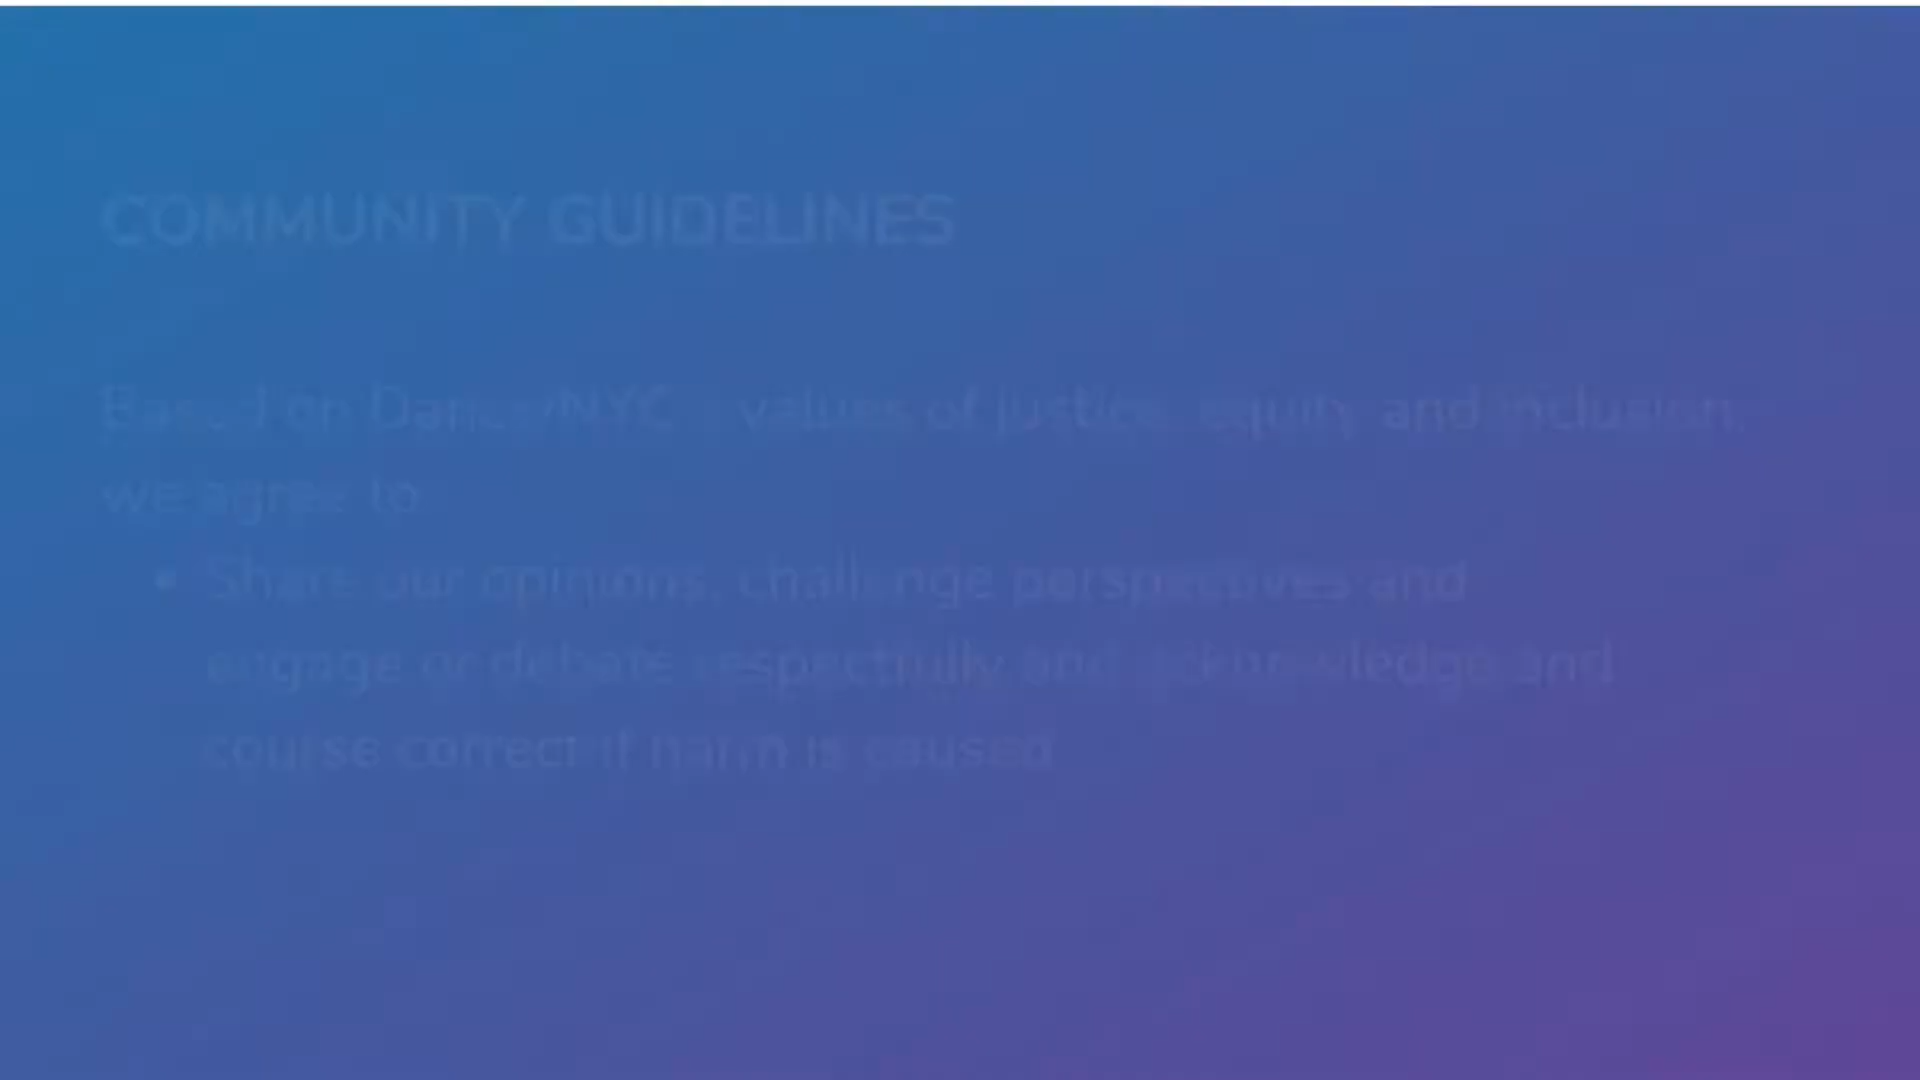 COMMUNITY GUIDELINES
Based on Dance/NYC's values of justice, equity and inclusion,
we agree to
• Share our opinions, challenge perspectives and
engage or debate respectfully and acknowledge and
course correct if harm is caused